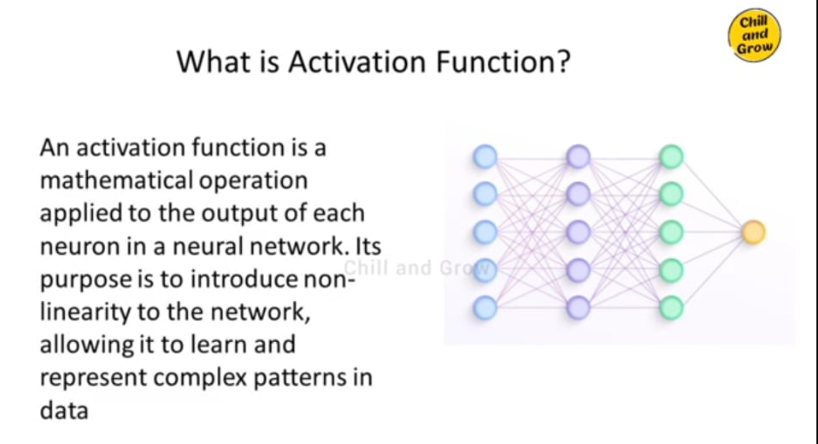 Chill
and
Grow
What is Activation Function?
An activation function is a
mathematical operation
applied to the output of each
neuron in a neural network. Its
purpose is to introduce non-
linearity to the network,
allowing it to learn and
represent complex patterns in
data
Chill and Grow